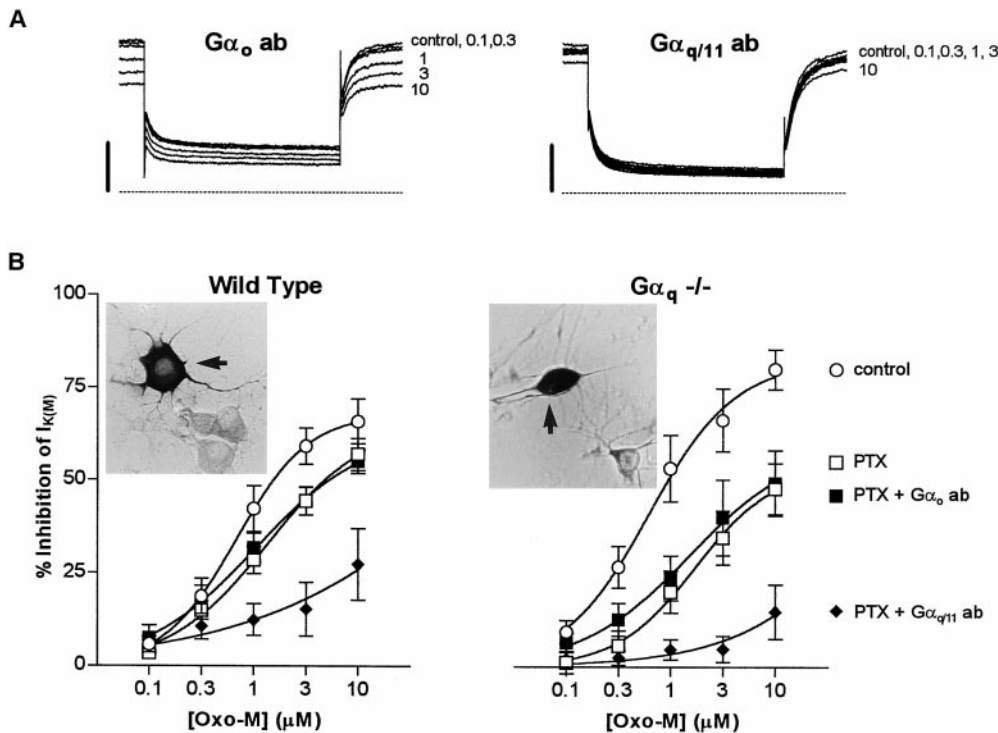 A
Gαo ab
control, 0.1,0.3
1
3
10
Gαq/11 ab
control, 0.1,0.3, 1, 3
10
B
Wild Type
% Inhibition of IK(M)
100
75
50
25
0
0.1 0.3 1 3 10
[Oxo-M] (μM)
Gαq -/-
0.1 0.3 1 3 10
[Oxo-M] (μM)
control
PTX
PTX + Gαo ab
PTX + Gαq/11 ab